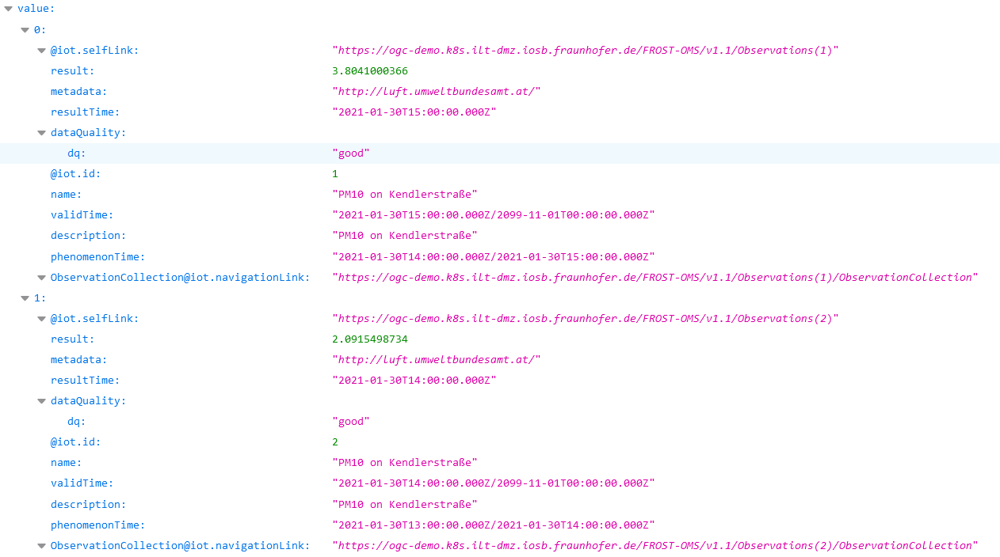 value:
0:
@iot.selfLink: "https://ogc-demo.k8s.ilt-dmz.iosb.fraunhofer.de/FROST-OMS/v1.1/Observations(1)"
result: 3.8041000366
metadata: "http://luft.umweltbundesamt.at/"
resultTime: "2021-01-30T15:00:00.000Z"
dataQuality:
dq: "good"
@iot.id: 1
name: "PM10 on Kendlerstraße"
validTime: "2021-01-30T15:00:00.000Z/2099-11-01T00:00:00.000Z"
description: "PM10 on Kendlerstraße"
phenomenonTime: "2021-01-30T14:00:00.000Z/2021-01-30T15:00:00.000Z"
ObservationCollection@iot.navigationLink: "https://ogc-demo.k8s.ilt-dmz.iosb.fraunhofer.de/FROST-OMS/v1.1/Observations(1)/ObservationCollection"
1:
@iot.selfLink: "https://ogc-demo.k8s.ilt-dmz.iosb.fraunhofer.de/FROST-OMS/v1.1/Observations(2)"
result: 2.0915498734
metadata: "http://luft.umweltbundesamt.at/"
resultTime: "2021-01-30T14:00:00.000Z"
dataQuality:
dq: "good"
@iot.id: 2
name: "PM10 on Kendlerstraße"
validTime: "2021-01-30T14:00:00.000Z/2099-11-01T00:00:00.000Z"
description: "PM10 on Kendlerstraße"
phenomenonTime: "2021-01-30T13:00:00.000Z/2021-01-30T14:00:00.000Z"
ObservationCollection@iot.navigationLink: "https://ogc-demo.k8s.ilt-dmz.iosb.fraunhofer.de/FROST-OMS/v1.1/Observations(2)/ObservationCollection"